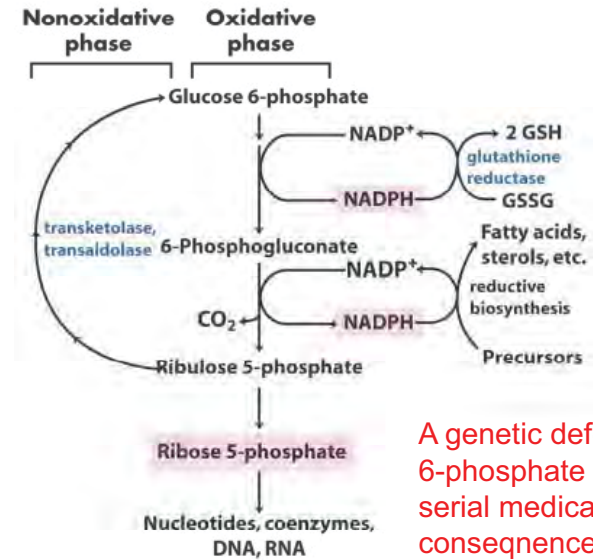 Nonoxidative phase
Oxidative phase
Glucose 6-phosphate
NADP+
2 GSH
glutathione reductase
NADPH
GSSG
transketolase, transaldolase
6-Phosphogluconate
Fatty acids, sterols, etc.
NADP+
reductive biosynthesis
CO2
NADPH
Precursors
Ribulose 5-phosphate
Ribose 5-phosphate
Nucleotides, coenzymes,
DNA, RNA
A genetic def
6-phosphate
serial medica
conseqnence